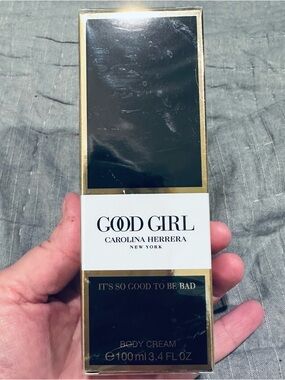 GOOD GIRL
CAROLINA HERRERA
NEW YORK
IT'S SO GOOD TO BE BAD
BODY CREAM
℮100 ml 3.4 FL OZ